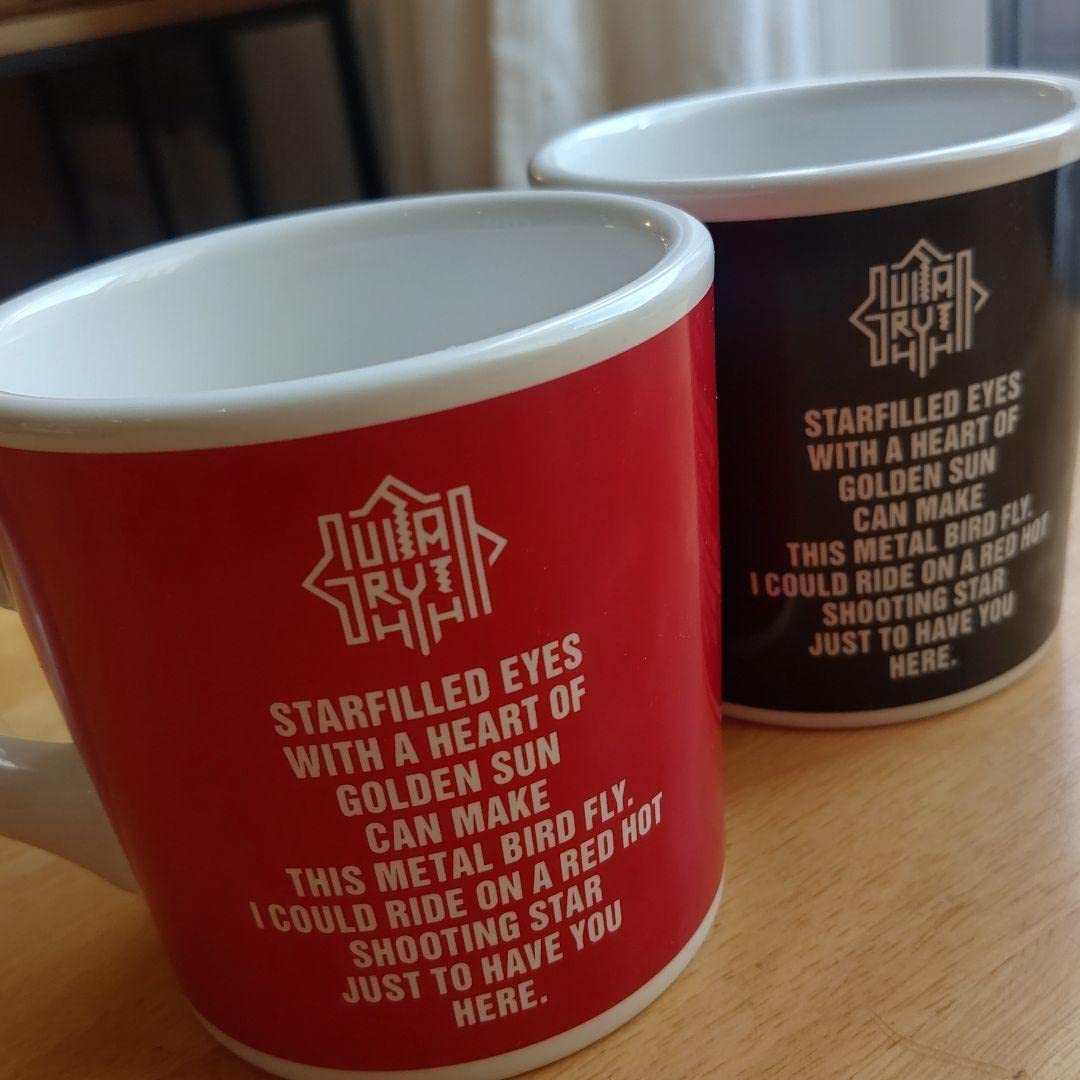 STARFILLED EYES
WITH A HEART OF
GOLDEN SUN
CAN MAKE
THIS METAL BIRD FLY.
I COULD RIDE ON A RED HOT
SHOOTING STAR
JUST TO HAVE YOU
HERE.
STARFILLED EYES
WITH A HEART OF
GOLDEN SUN
CAN MAKE
THIS METAL BIRD FLY.
I COULD RIDE ON A RED HOT
SHOOTING STAR
JUST TO HAVE YOU
HERE.